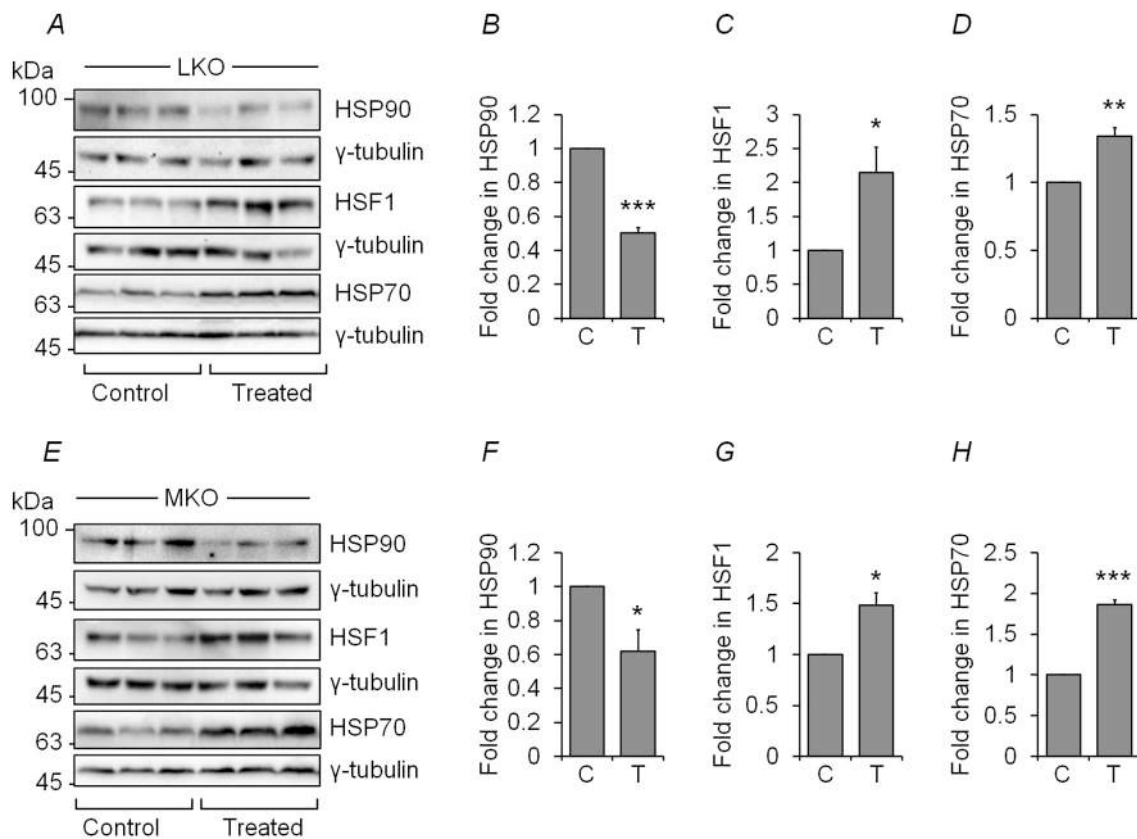 A
kDa
LKO
100
HSP90
γ-tubulin
45
HSF1
63
γ-tubulin
45
HSP70
63
γ-tubulin
45
Control Treated
B
Fold change in HSP90
1.2
1
0.8
0.6
0.4
0.2
0
***
C T
C
Fold change in HSF1
3
2.5
2
1.5
1
0.5
0
*
C T
D
Fold change in HSP70
1.5
1
0.5
0
**
C T
E
kDa
MKO
100
HSP90
γ-tubulin
45
HSF1
63
γ-tubulin
45
HSP70
63
γ-tubulin
45
Control Treated
F
Fold change in HSP90
1.2
1
0.8
0.6
0.4
0.2
0
*
C T
G
Fold change in HSF1
2
1.5
1
0.5
0
*
C T
H
Fold change in HSP70
2.5
2
1.5
1
0.5
0
***
C T